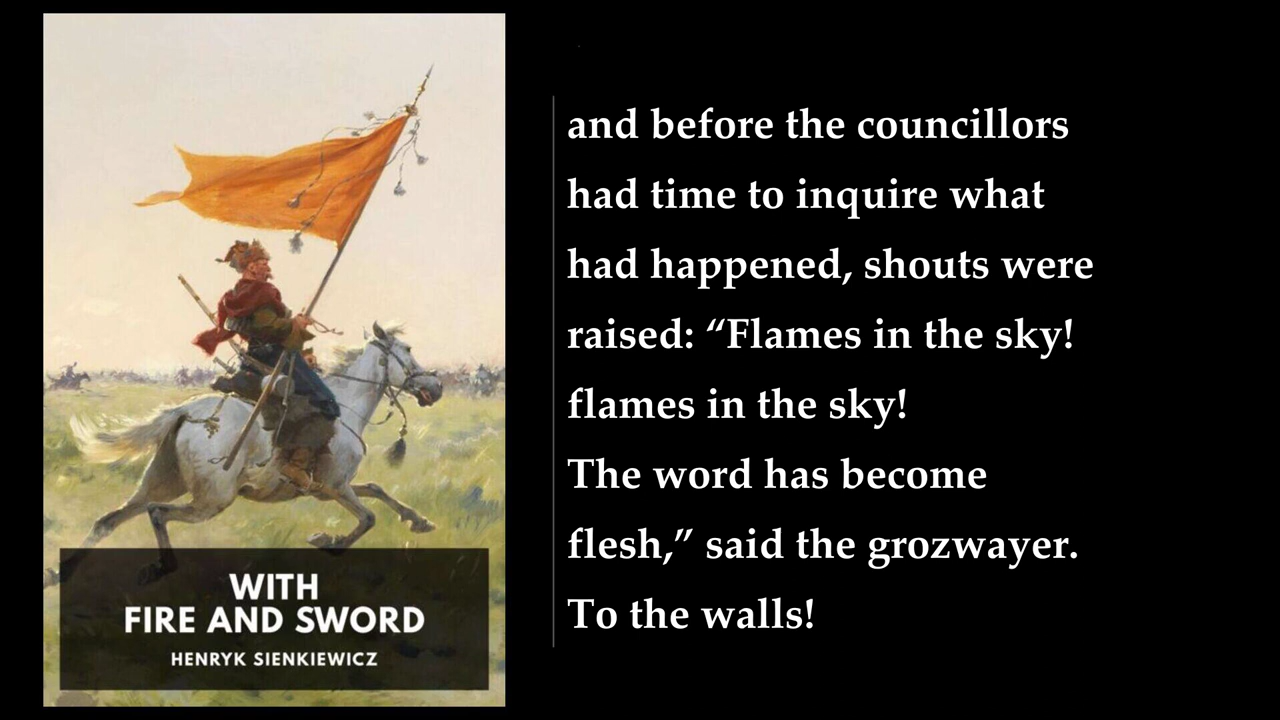 WITH
FIRE AND SWORD
HENRYK SIENKIEWICZ
and before the councillors
had time to inquire what
had happened, shouts were
raised: “Flames in the sky!
flames in the sky!
The word has become
flesh,” said the grozwayer.
To the walls!